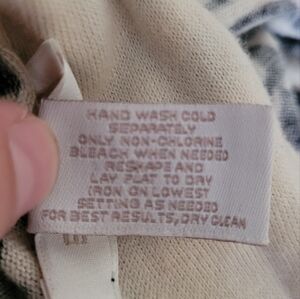 HAND WASH COLD
SEPARATELY
ONLY NON-CHLORINE
BLEACH WHEN NEEDED
RESHAPE AND
LAY FLAT TO DRY
IRON ON LOWEST
SETTING AS NEEDED
FOR BEST RESULTS, DRY CLEAN